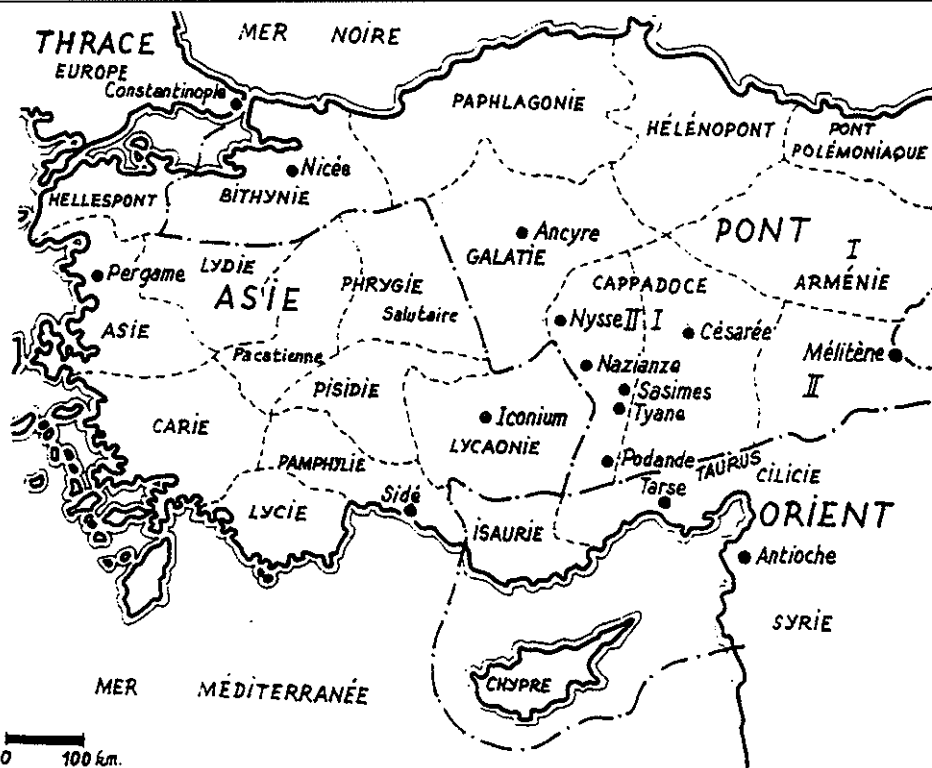 MER NOIRE
THRACE
EUROPE
Constantinople
PAPHLAGONIE
HÉLÉNOPONT
PONT
POLÉMONIAQUE
Nicée
BITHYNIE
HELLESPONT
Ancyre
GALATIE
PONT
I
ARMÉNIE
LYDIE
Pergame
ASIE
PHRYGIE
Salutaire
CAPPADOCE
Nysse II I
Césarée
ASIE
Pacatienne
Mélitène
II
Nazianze
PISIDIE
Sasimes
Tyane
CARIE
Iconium
LYCAONIE
PAMPHYLIE
Podande
TAURUS
CILICIE
Tarse
Sidé
LYCIE
ISAURIE
ORIENT
Antioche
SYRIE
MER MÉDITERRANÉE
CHYPRE
0 100 km.